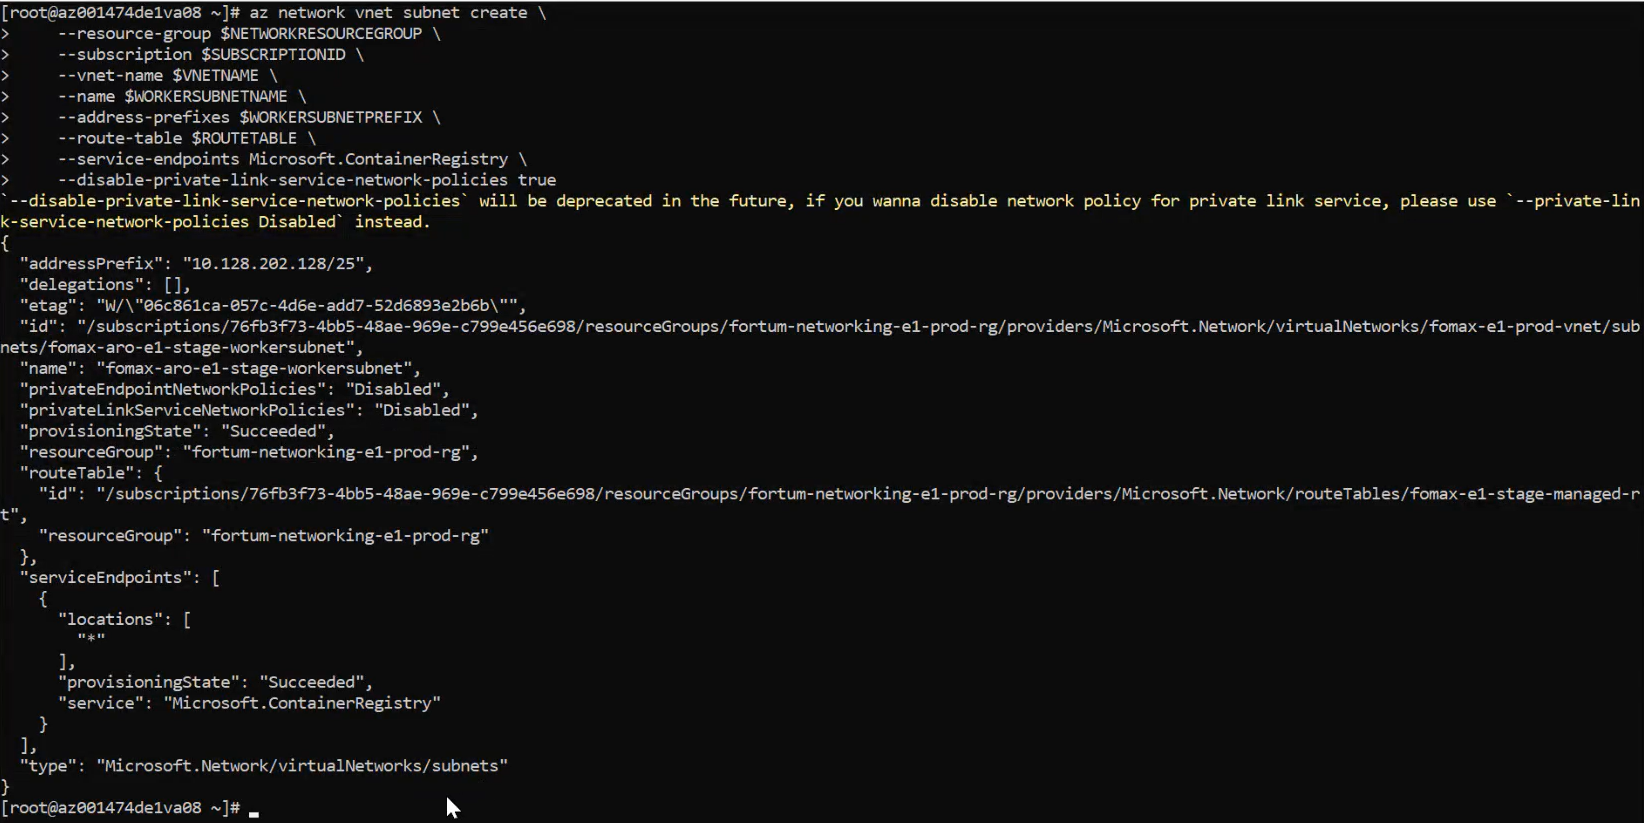 [root@az001474de1va08 ~]# az network vnet subnet create \
>     --resource-group $NETWORKRESOURCEGROUP \
>     --subscription $SUBSCRIPTIONID \
>     --vnet-name $VNETNAME \
>     --name $WORKERSUBNETNAME \
>     --address-prefixes $WORKERSUBNETPREFIX \
>     --route-table $ROUTETABLE \
>     --service-endpoints Microsoft.ContainerRegistry \
>     --disable-private-link-service-network-policies true
`--disable-private-link-service-network-policies` will be deprecated in the future, if you wanna disable network policy for private link service, please use `--private-lin
k-service-network-policies Disabled` instead.
{
  "addressPrefix": "10.128.202.128/25",
  "delegations": [],
  "etag": "W/\"06c861ca-057c-4d6e-add7-52d6893e2b6b\"",
  "id": "/subscriptions/76fb3f73-4bb5-48ae-969e-c799e456e698/resourceGroups/fortum-networking-e1-prod-rg/providers/Microsoft.Network/virtualNetworks/fomax-e1-prod-vnet/sub
nets/fomax-aro-e1-stage-workersubnet",
  "name": "fomax-aro-e1-stage-workersubnet",
  "privateEndpointNetworkPolicies": "Disabled",
  "privateLinkServiceNetworkPolicies": "Disabled",
  "provisioningState": "Succeeded",
  "resourceGroup": "fortum-networking-e1-prod-rg",
  "routeTable": {
    "id": "/subscriptions/76fb3f73-4bb5-48ae-969e-c799e456e698/resourceGroups/fortum-networking-e1-prod-rg/providers/Microsoft.Network/routeTables/fomax-e1-stage-managed-r
t",
    "resourceGroup": "fortum-networking-e1-prod-rg"
  },
  "serviceEndpoints": [
    {
      "locations": [
        "*"
      ],
      "provisioningState": "Succeeded",
      "service": "Microsoft.ContainerRegistry"
    }
  ],
  "type": "Microsoft.Network/virtualNetworks/subnets"
}
[root@az001474de1va08 ~]#